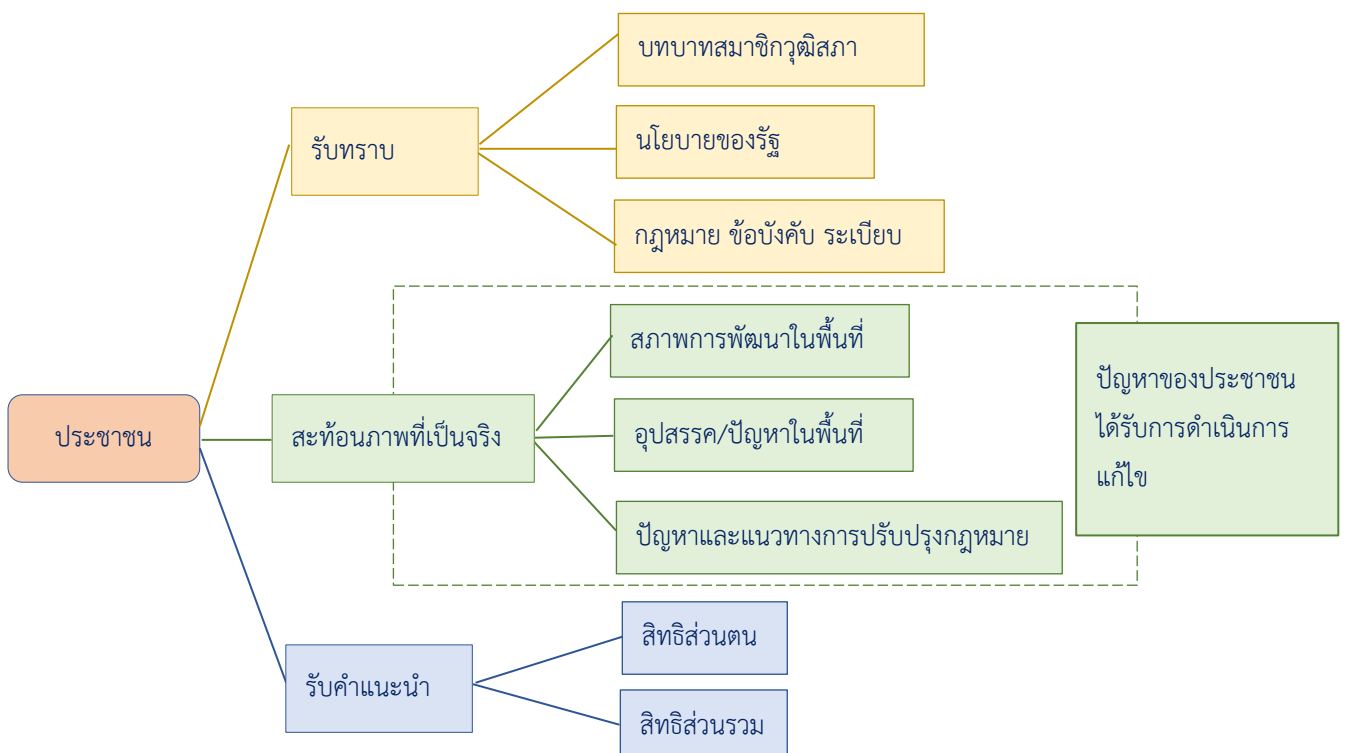 บทบาทสมาชิกวุฒิสภา
รับทราบ
นโยบายของรัฐ
กฎหมาย ข้อบังคับ ระเบียบ
ประชาชน
สะท้อนภาพที่เป็นจริง
สภาพการพัฒนาในพื้นที่
อุปสรรค/ปัญหาในพื้นที่
ปัญหาและแนวทางการปรับปรุงกฎหมาย
ปัญหาของประชาชน
ได้รับการดำเนินการ
แก้ไข
รับคำแนะนำ
สิทธิส่วนตน
สิทธิส่วนรวม